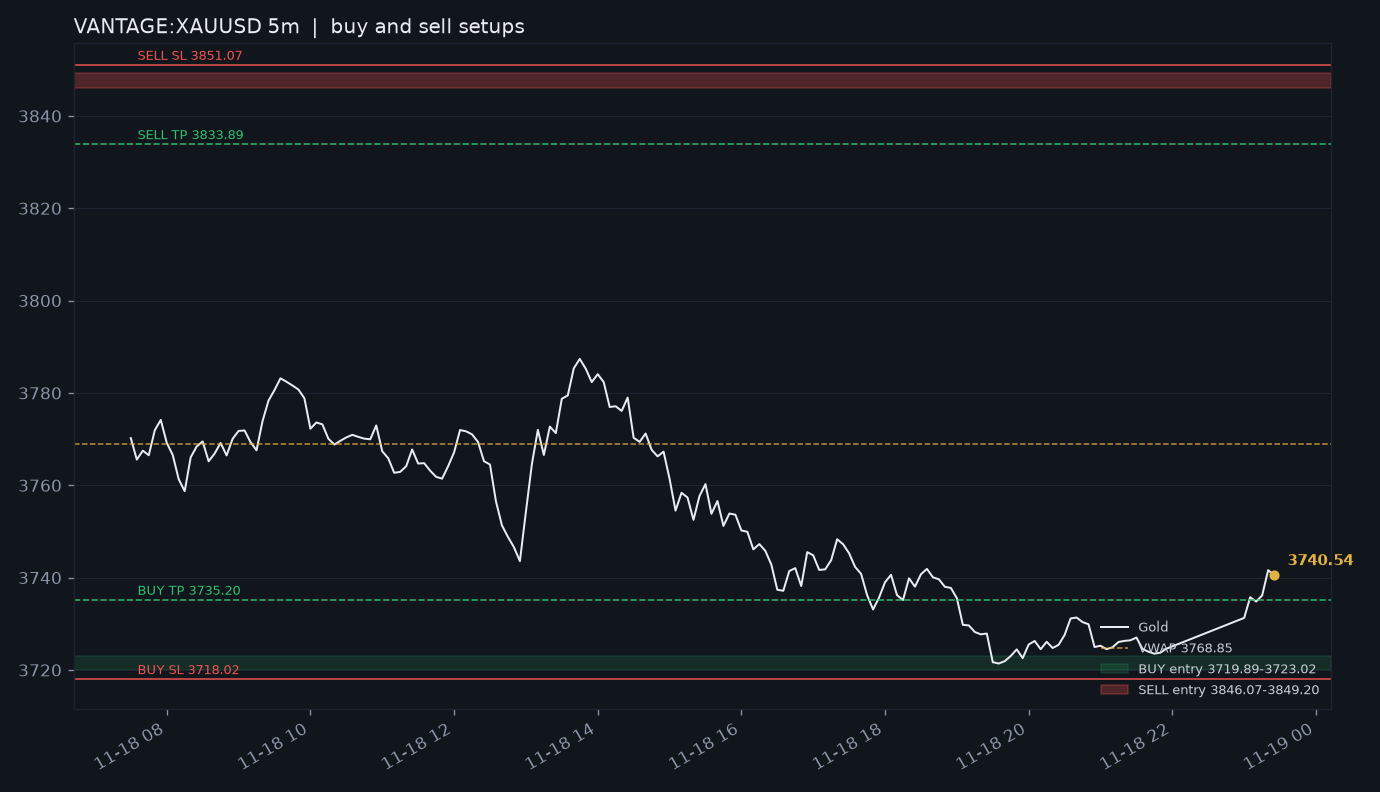 VANTAGE:XAUUSD 5m | buy and sell setups
SELL SL 3851.07
3840
SELL TP 3833.89
3820
3800
3780
3760
3740.54
3740
BUY TP 3735.20
Gold
VWAP 3768.85
3720
BUY SL 3718.02
BUY entry 3719.89-3723.02
SELL entry 3846.07-3849.20
11-18 08
11-18 10
11-18 12
11-18 14
11-18 16
11-18 18
11-18 20
11-18 22
11-19 00